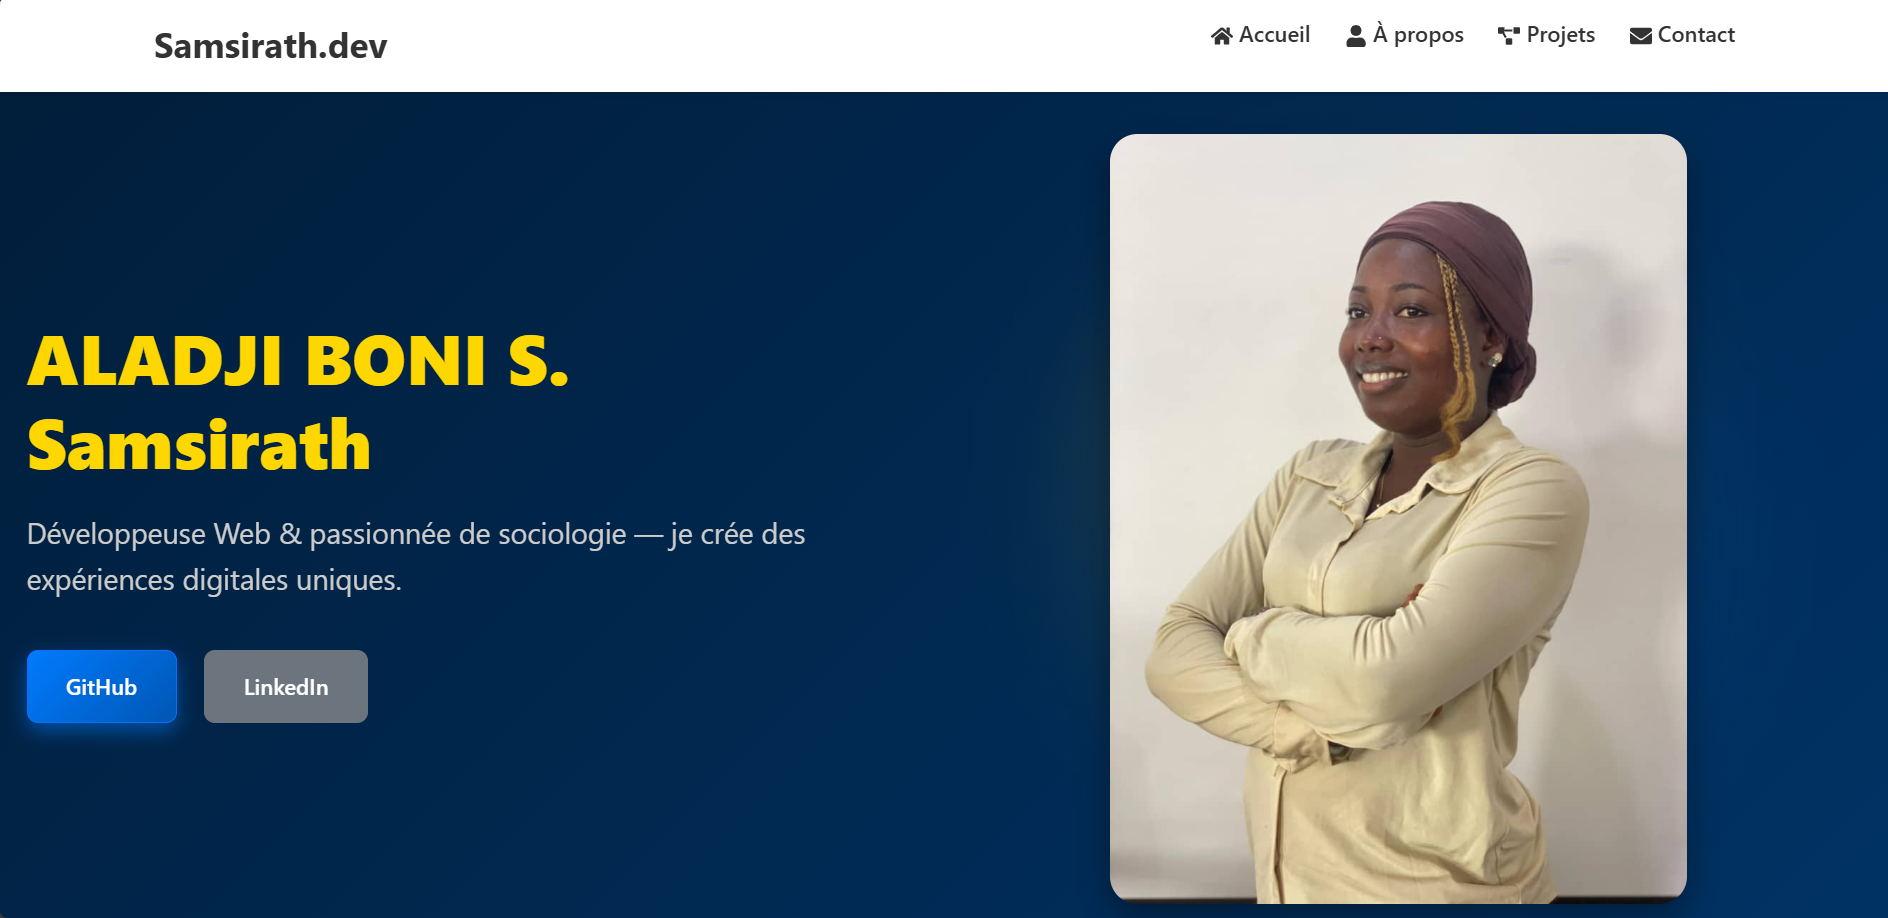 Samsirath.dev
Accueil
À propos
Projets
Contact
ALADJI BONI S.
Samsirath
Développeuse Web & passionnée de sociologie — je crée des
expériences digitales uniques.
GitHub
LinkedIn